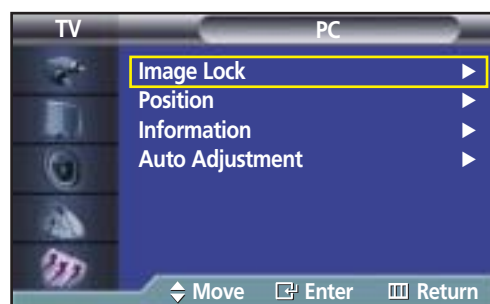 TV PC
Image Lock
Position
Information
Auto Adjustment
Move Enter Return